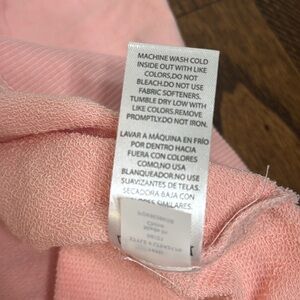 MACHINE WASH COLD
INSIDE OUT WITH LIKE
COLORS,DO NOT
BLEACH.DO NOT USE
FABRIC SOFTENERS.
TUMBLE DRY LOW WITH
LIKE COLORS.REMOVE
PROMPTLY.DO NOT IRON.
LAVAR A MÁQUINA EN FRÍO
POR DENTRO HACIA
FUERA CON COLORES
COMO,NO USA
BLANQUEADOR.NO USE
SUAVIZANTES DE TELAS.
SECADORA BAJA CON
SIMILARES.